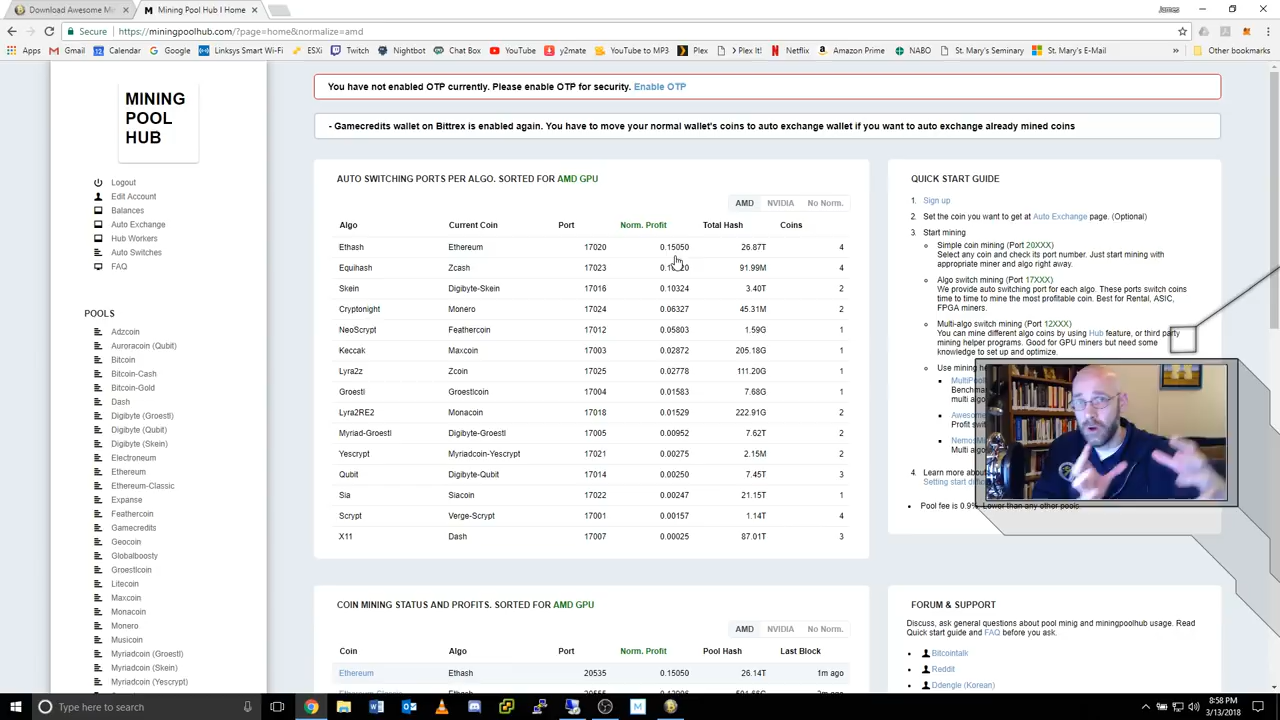 Download Awesome Mi
Mining Pool Hub I Home
James
Secure
https://miningpoolhub.com/?page=home&normalize=amd
Apps
Gmail
Calendar
Google
Linksys Smart Wi-Fi
ESXi
Twitch
Nightbot
Chat Box
YouTube
y2mate
YouTube to MP3
Plex
Plex It!
Netflix
Amazon Prime
NABO
St. Mary's Seminary
St. Mary's E-Mail
Other bookmarks
MINING
POOL
HUB
Logout
Edit Account
Balances
Auto Exchange
Hub Workers
Auto Switches
FAQ
POOLS
Adzcoin
Auroracoin (Qubit)
Bitcoin
Bitcoin-Cash
Bitcoin-Gold
Dash
Digibyte (Groestl)
Digibyte (Qubit)
Digibyte (Skein)
Electroneum
Ethereum
Ethereum-Classic
Expanse
Feathercoin
Gamecredits
Geocoin
Globalboosty
Groestlcoin
Litecoin
Maxcoin
Monacoin
Monero
Musicoin
Myriadcoin (Groestl)
Myriadcoin (Skein)
Myriadcoin (Yescrypt)
You have not enabled OTP currently. Please enable OTP for security. Enable OTP
- Gamecredits wallet on Bittrex is enabled again. You have to move your normal wallet's coins to auto exchange wallet if you want to auto exchange already mined coins
AUTO SWITCHING PORTS PER ALGO. SORTED FOR AMD GPU
AMD NVIDIA No Norm.
Algo Current Coin Port Norm. Profit Total Hash Coins
Ethash Ethereum 17020 0.15050 26.87T 4
Equihash Zcash 17023 91.99M 4
Skein Digibyte-Skein 17016 0.10324 3.40T 2
Cryptonight Monero 17024 0.06327 45.31M 2
NeoScrypt Feathercoin 17012 0.05803 1.59G 1
Keccak Maxcoin 17003 0.02872 205.18G 1
Lyra2z Zcoin 17025 0.02778 111.20G 1
Groestl Groestlcoin 17004 0.01583 7.68G 1
Lyra2RE2 Monacoin 17018 0.01529 222.91G 2
Myriad-Groestl Digibyte-Groestl 17005 0.00952 7.62T 2
Yescrypt Myriadcoin-Yescrypt 17021 0.00275 2.15M 2
Qubit Digibyte-Qubit 17014 0.00250 7.45T 3
Sia Siacoin 17022 0.00247 21.15T 1
Scrypt Verge-Scrypt 17001 0.00157 1.14T 4
X11 Dash 17007 0.00025 87.01T 3
COIN MINING STATUS AND PROFITS. SORTED FOR AMD GPU
AMD NVIDIA No Norm.
Coin Algo Port Norm. Profit Pool Hash Last Block
Ethereum Ethash 20535 0.15050 26.14T 1m ago
QUICK START GUIDE
1. Sign up
2. Set the coin you want to get at Auto Exchange page. (Optional)
3. Start mining
Simple coin mining (Port 20XXX)
Select any coin and check its port number. Just start mining with
appropriate miner and algo right away.
Algo switch mining (Port 17XXX)
We provide auto switching port for each algo. These ports switch coins
time to time to mine the most profitable coin. Best for Rental, ASIC,
FPGA miners.
Multi-algo switch mining (Port 12XXX)
You can mine different algo coins by using Hub feature, or third party
mining helper programs. Good for GPU miners but need some
knowledge to set up and optimize.
Use mining
Multi
4. Learn more
Setting start
Pool fee is 0.9%. Lower than any other pools.
FORUM & SUPPORT
Discuss, ask general questions about pool minig and miningpoolhub usage. Read
Quick start guide and FAQ before you ask.
Bitcointalk
Reddit
Ddengle (Korean)
Type here to search
8:58 PM
3/13/2018